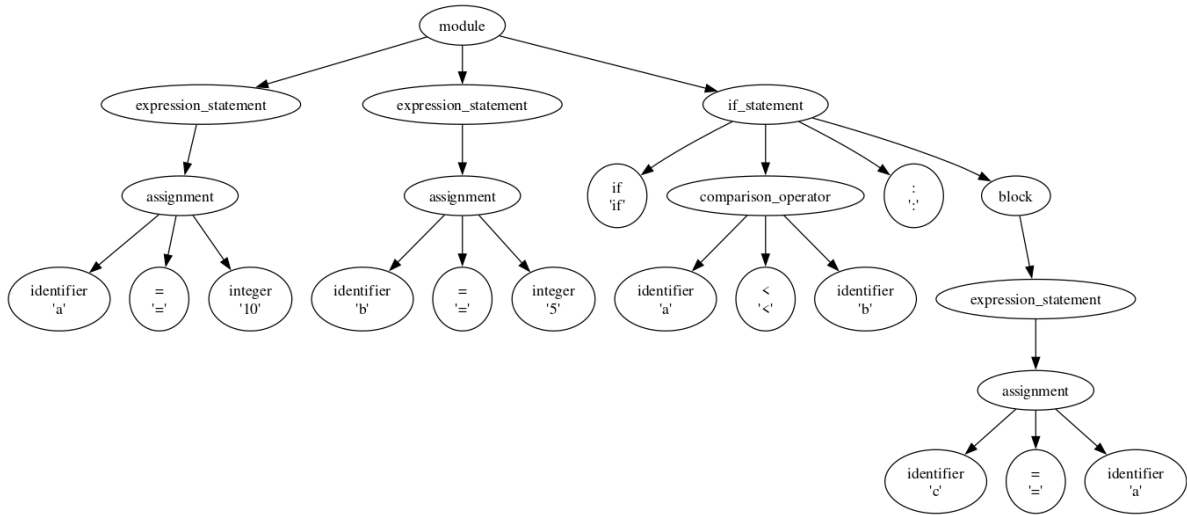 module
expression_statement
expression_statement
if_statement
assignment
assignment
if
'if'
comparison_operator
:
':'
block
identifier
'a'
=
'='
integer
'10'
identifier
'b'
=
'='
integer
'5'
identifier
'a'
<
'<'
identifier
'b'
expression_statement
assignment
identifier
'c'
=
'='
identifier
'a'